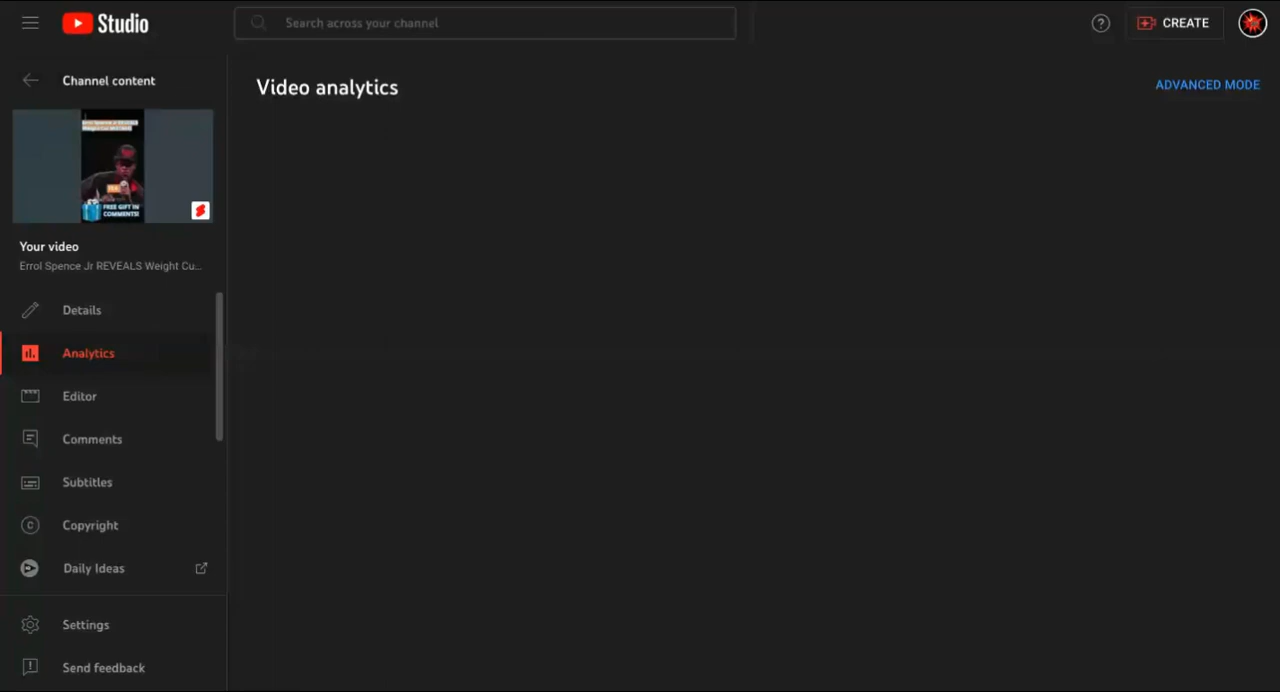 Studio
Search across your channel
?
CREATE
Channel content
Video analytics
ADVANCED MODE
FREE GIFT IN
COMMENTS!
Your video
Errol Spence Jr REVEALS Weight Cu...
Details
Analytics
Editor
Comments
Subtitles
Copyright
Daily Ideas
Settings
Send feedback